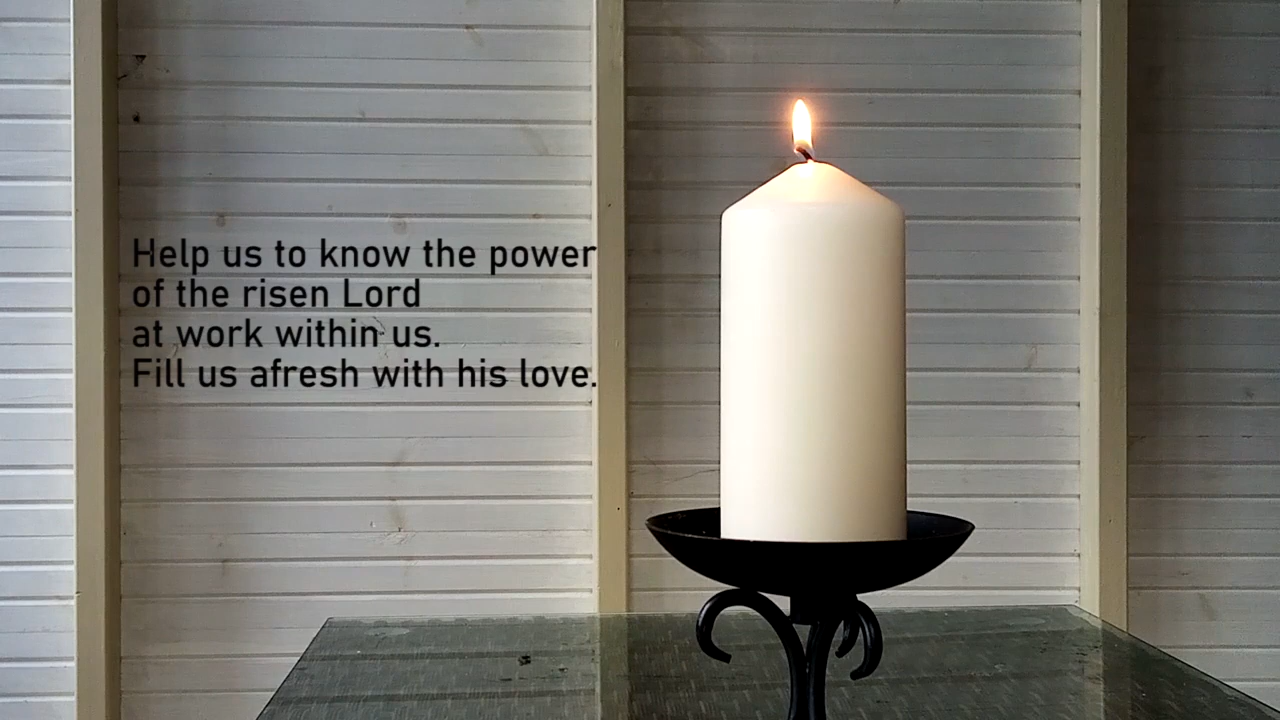 Help us to know the power
of the risen Lord
at work within us.
Fill us afresh with his love.